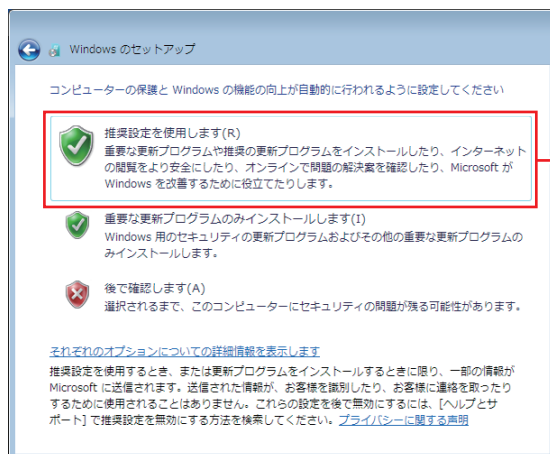 Windows のセットアップ
コンピューターの保護と Windows の機能の向上が自動的に行われるように設定してください
推奨設定を使用します(R)
重要な更新プログラムや推奨の更新プログラムをインストールしたり、インターネット
の閲覧をより安全にしたり、オンラインで問題の解決案を確認したり、Microsoft が
Windows を改善するために役立てたりします。
重要な更新プログラムのみインストールします(I)
Windows 用のセキュリティの更新プログラムおよびその他の重要な更新プログラムの
みインストールします。
後で確認します(A)
選択されるまで、このコンピューターにセキュリティの問題が残る可能性があります。
それぞれのオプションについての詳細情報を表示します
推奨設定を使用するとき、または更新プログラムをインストールするときに限り、一部の情報が
Microsoft に送信されます。送信された情報が、お客様を識別したり、お客様に連絡を取ったり
するために使用されることはありません。これらの設定を後で無効にするには、[ヘルプとサ
ポート] で推奨設定を無効にする方法を検索してください。プライバシーに関する声明